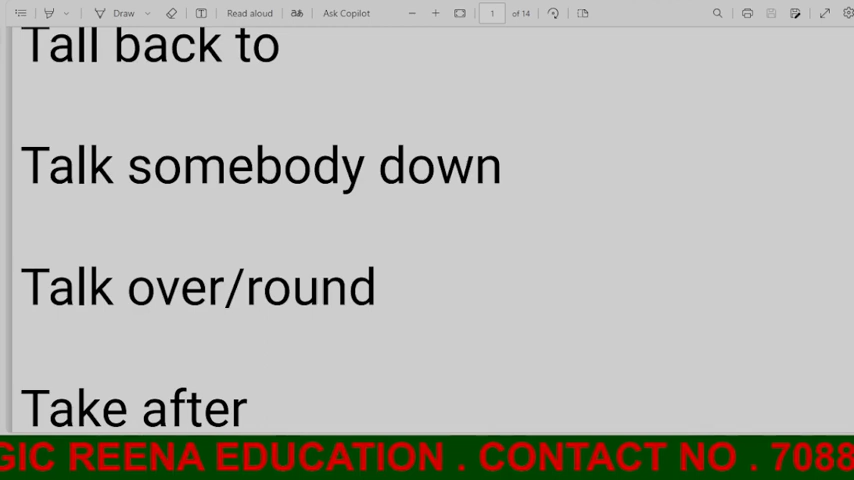 Draw
Read aloud
Ask Copilot
1 of 14
Tall back to
Talk somebody down
Talk over/round
Take after
GIC REENA EDUCATION . CONTACT NO . 7088